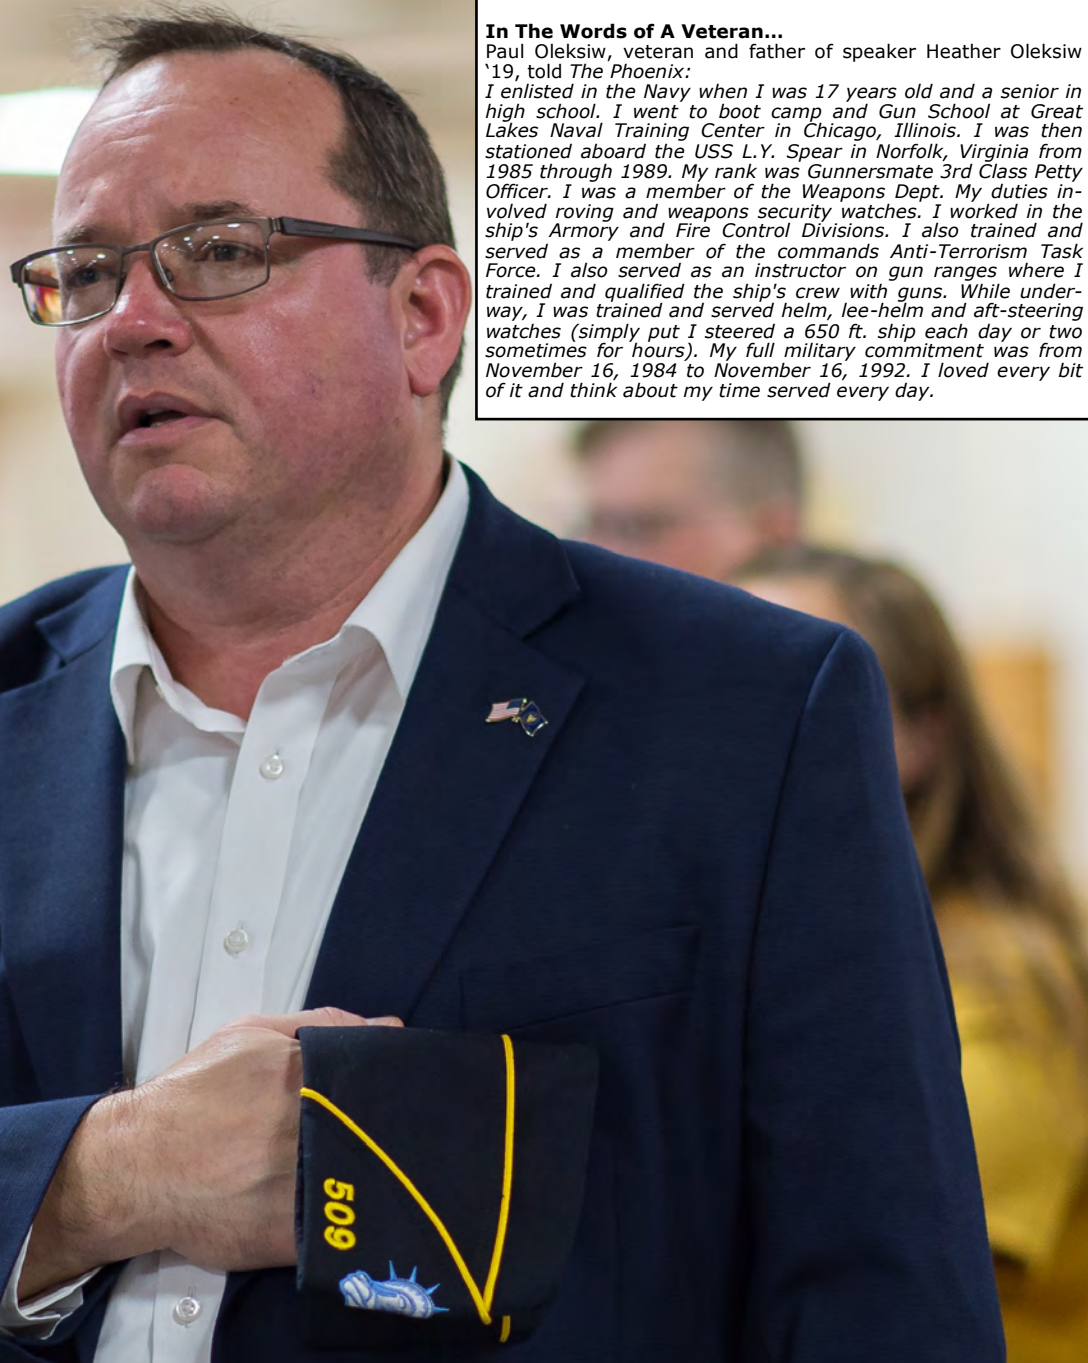 In The Words of A Veteran...
Paul Oleksiw, veteran and father of speaker Heather Oleksiw
‘19, told The Phoenix:
I enlisted in the Navy when I was 17 years old and a senior in
high school. I went to boot camp and Gun School at Great
Lakes Naval Training Center in Chicago, Illinois. I was then
stationed aboard the USS L.Y. Spear in Norfolk, Virginia from
1985 through 1989. My rank was Gunnersmate 3rd Class Petty
Officer. I was a member of the Weapons Dept. My duties in-
volved roving and weapons security watches. I worked in the
ship's Armory and Fire Control Divisions. I also trained and
served as a member of the commands Anti-Terrorism Task
Force. I also served as an instructor on gun ranges where I
trained and qualified the ship's crew with guns. While under-
way, I was trained and served helm, lee-helm and aft-steering
watches (simply put I steered a 650 ft. ship each day or two
sometimes for hours). My full military commitment was from
November 16, 1984 to November 16, 1992. I loved every bit
of it and think about my time served every day.
509